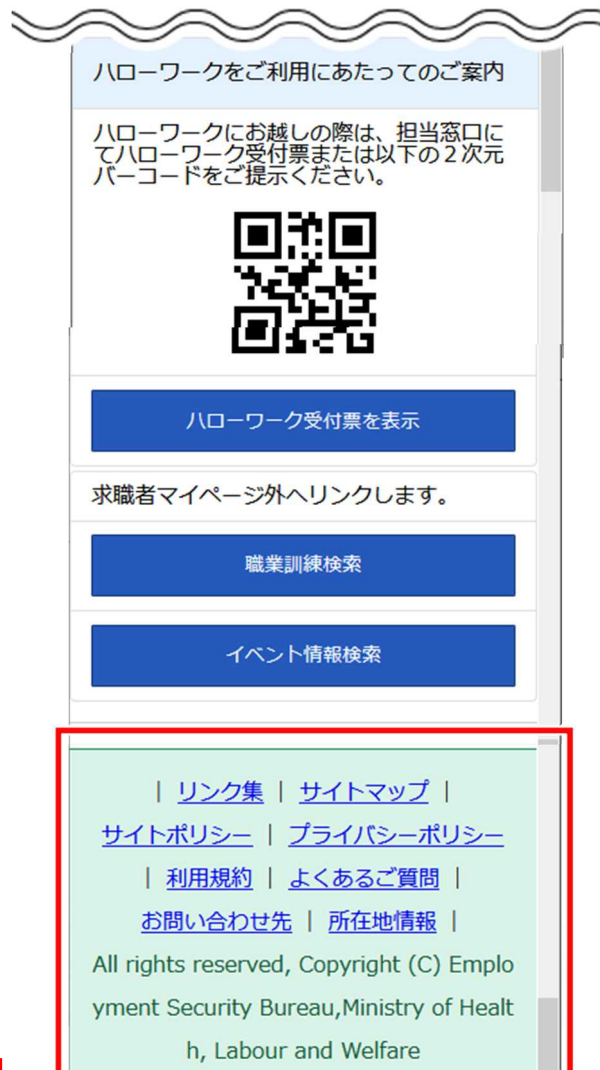 ハローワークをご利用にあたってのご案内
ハローワークにお越しの際は、担当窓口に
てハローワーク受付票または以下の２次元
バーコードをご提示ください。
ハローワーク受付票を表示
求職者マイページ外へリンクします。
職業訓練検索
イベント情報検索
| リンク集 | サイトマップ |
サイトポリシー | プライバシーポリシー
| 利用規約 | よくあるご質問 |
お問い合わせ先 | 所在地情報 |
All rights reserved, Copyright (C) Emplo
yment Security Bureau,Ministry of Healt
h, Labour and Welfare